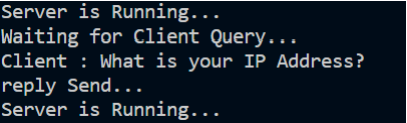 Server is Running...
Waiting for Client Query...
Client : What is your IP Address?
reply Send...
Server is Running...